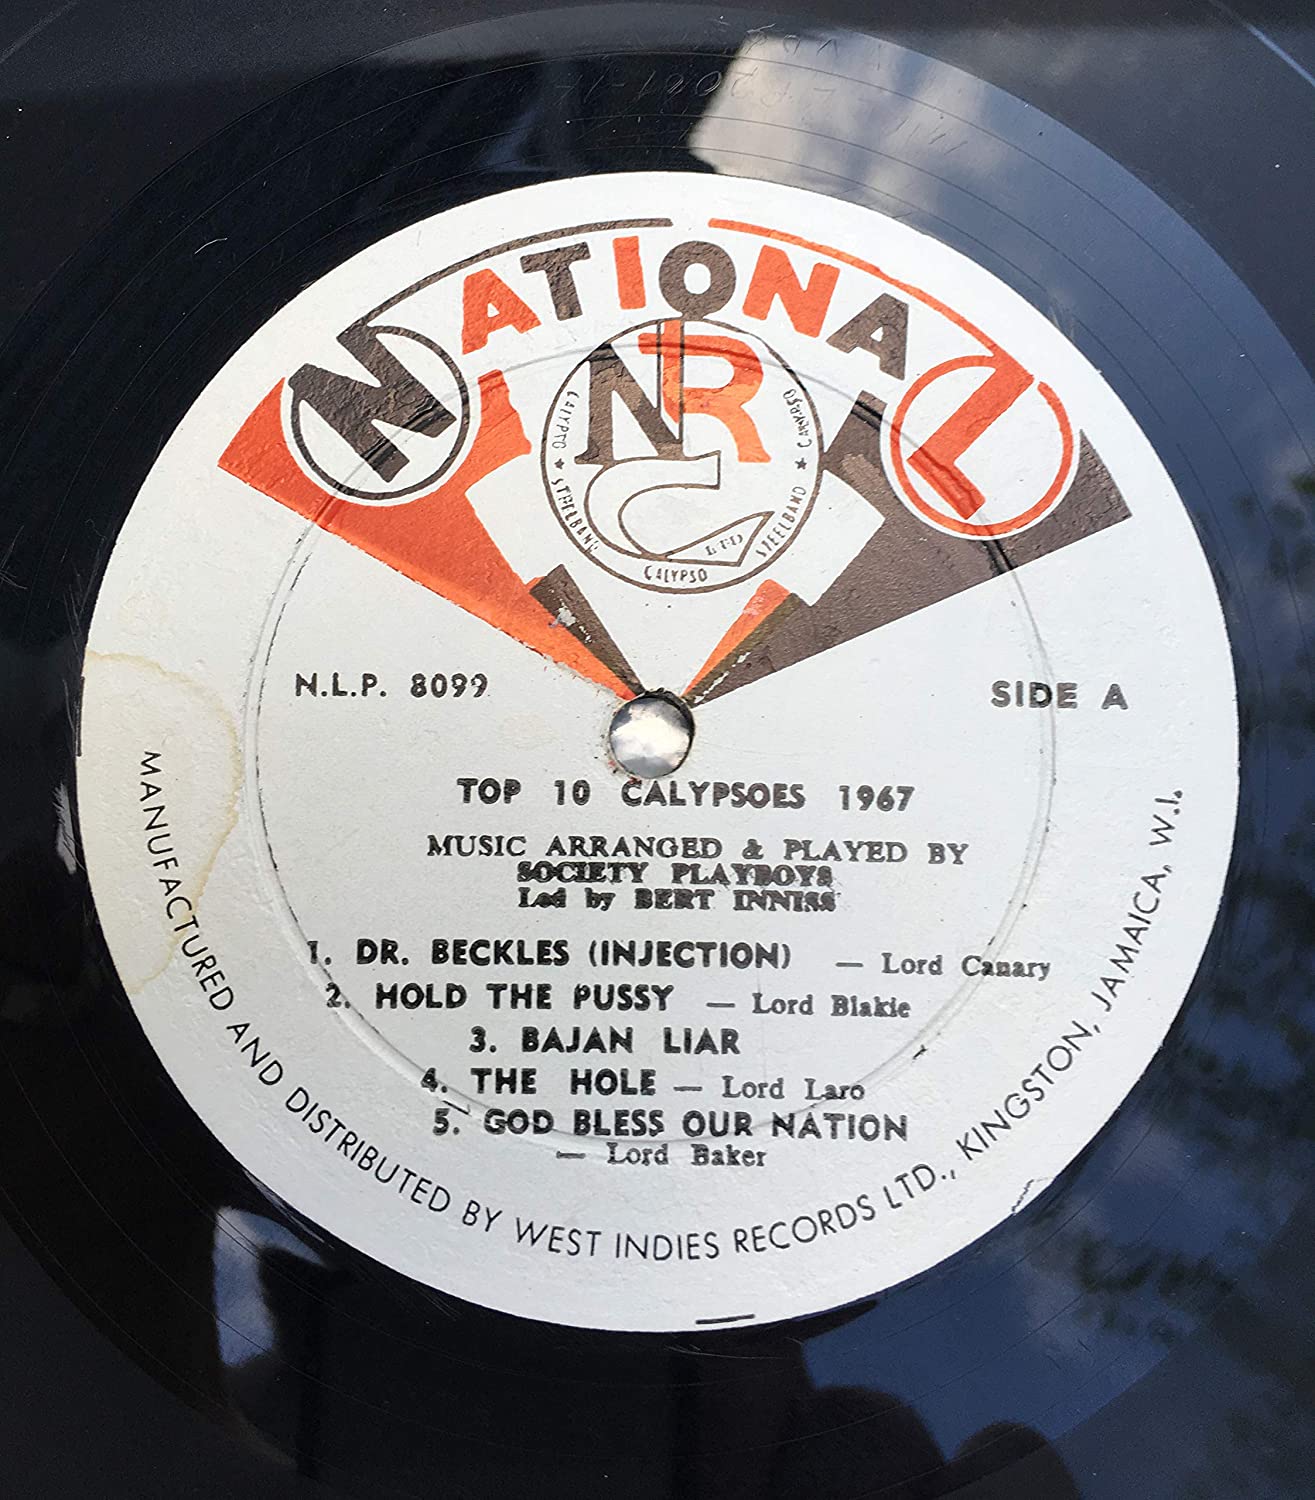 NATIONAL
NRC
LTD
CALYPSO ★ STEELBAND
CALYPSO
STEELBAND ★ CALYPSO
N.L.P. 8099
SIDE A
TOP 10 CALYPSOES 1967
MUSIC ARRANGED & PLAYED BY
SOCIETY PLAYBOYS
Led by BERT INNISS
1. DR. BECKLES (INJECTION) — Lord Canary
2. HOLD THE PUSSY — Lord Blakie
3. BAJAN LIAR
4. THE HOLE — Lord Laro
5. GOD BLESS OUR NATION
— Lord Baker
MANUFACTURED AND DISTRIBUTED BY WEST INDIES RECORDS LTD., KINGSTON, JAMAICA, W.I.